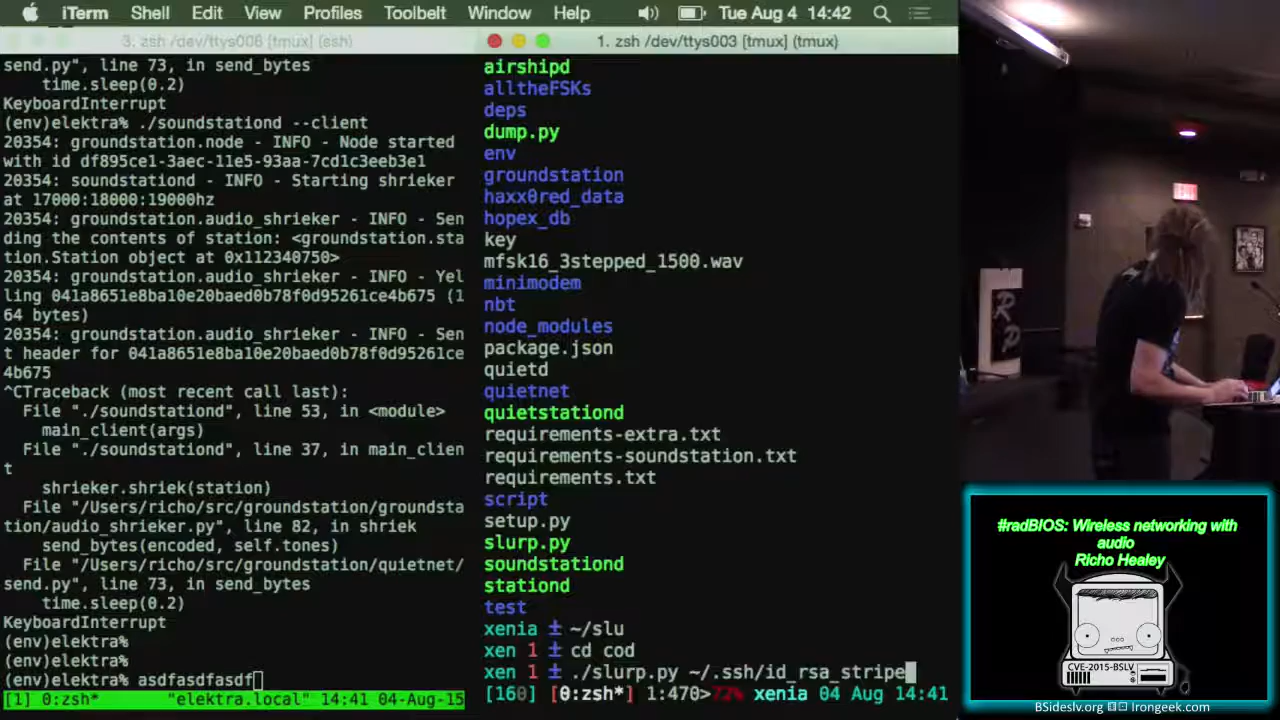 iTerm Shell Edit View Profiles Toolbelt Window Help Tue Aug 4 14:42
3. zsh /dev/ttys006 [tmux] (ssh)
send.py", line 73, in send_bytes
time.sleep(0.2)
KeyboardInterrupt
(env)elektra% ./soundstationd --client
20354: groundstation.node - INFO - Node started
with id df895ce1-3aec-11e5-93aa-7cd1c3eeb3e1
20354: soundstationd - INFO - Starting shrieker
at 17000:18000:19000hz
20354: groundstation.audio_shrieker - INFO - Sen
ding the contents of station: <groundstation.sta
tion.Station object at 0x112340750>
20354: groundstation.audio_shrieker - INFO - Yel
ling 041a8651e8ba10e20baed0b78f0d95261ce4b675 (1
64 bytes)
20354: groundstation.audio_shrieker - INFO - Sen
t header for 041a8651e8ba10e20baed0b78f0d95261ce
4b675
^CTraceback (most recent call last):
File "./soundstationd", line 53, in <module>
main_client(args)
File "./soundstationd", line 37, in main_clien
t
shrieker.shriek(station)
File "/Users/richo/src/groundstation/groundsta
tion/audio_shrieker.py", line 82, in shriek
send_bytes(encoded, self.tones)
File "/Users/richo/src/groundstation/quietnet/
send.py", line 73, in send_bytes
time.sleep(0.2)
KeyboardInterrupt
(env)elektra%
(env)elektra%
(env)elektra% asdfasdfasdf
[1] 0:zsh* "elektra.local" 14:41 04-Aug-15
1. zsh /dev/ttys003 [tmux] (tmux)
airshipd
alltheFSKs
deps
dump.py
env
groundstation
haxx0red_data
hopex_db
key
mfsk16_3stepped_1500.wav
minimodem
nbt
node_modules
package.json
quietd
quietnet
quietstationd
requirements-extra.txt
requirements-soundstation.txt
requirements.txt
script
setup.py
slurp.py
soundstationd
stationd
test
xenia ± ~/slu
xen 1 ± cd cod
xen 1 ± ./slurp.py ~/.ssh/id_rsa_stripe
[160] [0:zsh*] 1:470>72% xenia 04 Aug 14:41
R
P
#radBIOS: Wireless networking with
audio
Richo Healey
CVE-2015-BSLV
BSideslv.org Irongeek.com